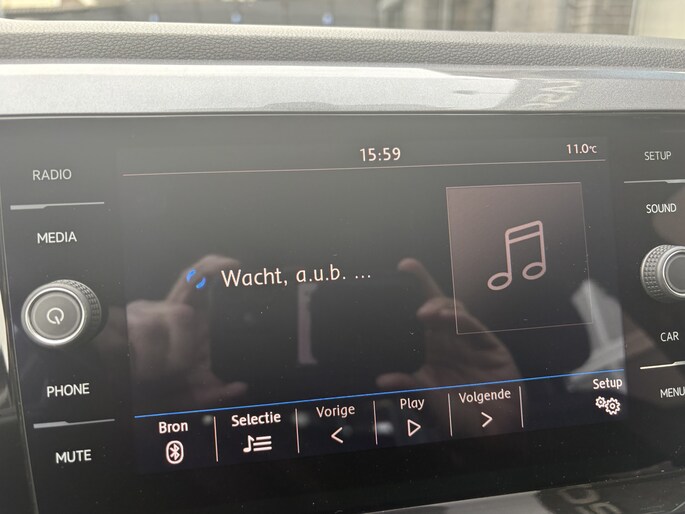 15:59
11.0°C
RADIO
MEDIA
PHONE
MUTE
Wacht, a.u.b. ...
SETUP
SOUND
CAR
MENU
Bron
Selectie
Vorige
Play
Volgende
Setup